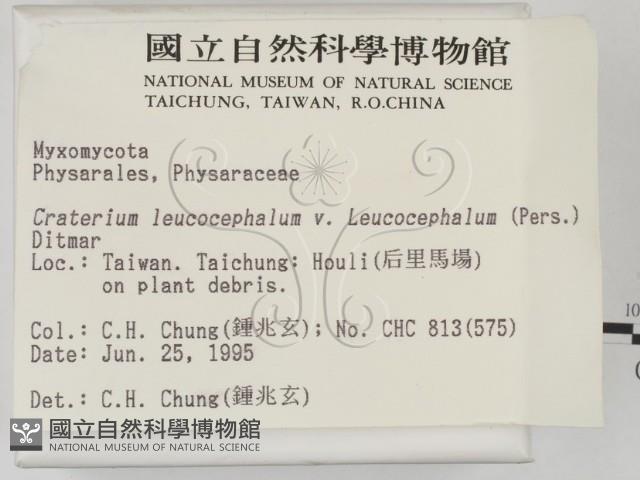 國立自然科學博物館
NATIONAL MUSEUM OF NATURAL SCIENCE
TAICHUNG, TAIWAN, R.O.CHINA
Myxomycota
Physarales, Physaraceae
Craterium leucocephalum v. Leucocephalum (Pers.)
Ditmar
Loc.: Taiwan. Taichung: Houli(后里馬場)
on plant debris.
Col.: C.H. Chung(鍾兆玄); No. CHC 813(575)
Date: Jun. 25, 1995
Det.: C.H. Chung(鍾兆玄)
國立自然科學博物館
NATIONAL MUSEUM OF NATURAL SCIENCE
10